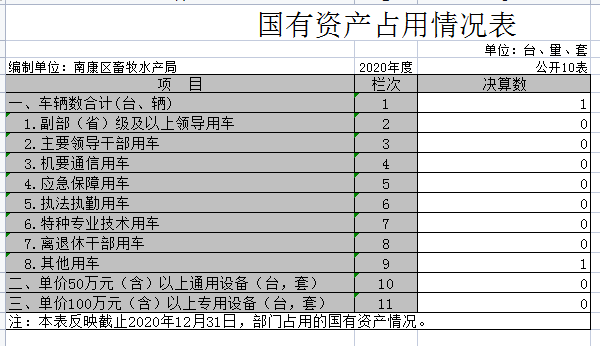 国有资产占用情况表
单位：台、量、套
编制单位：南康区畜牧水产局 2020年度 公开10表
项 目 栏次 决算数
一、车辆数合计(台、辆) 1 1
1.副部（省）级及以上领导用车 2 0
2.主要领导干部用车 3 0
3.机要通信用车 4 0
4.应急保障用车 5 0
5.执法执勤用车 6 0
6.特种专业技术用车 7 0
7.离退休干部用车 8 0
8.其他用车 9 1
二、单价50万元（含）以上通用设备（台，套） 10 0
三、单价100万元（含）以上专用设备（台，套） 11 0
注：本表反映截止2020年12月31日，部门占用的国有资产情况。